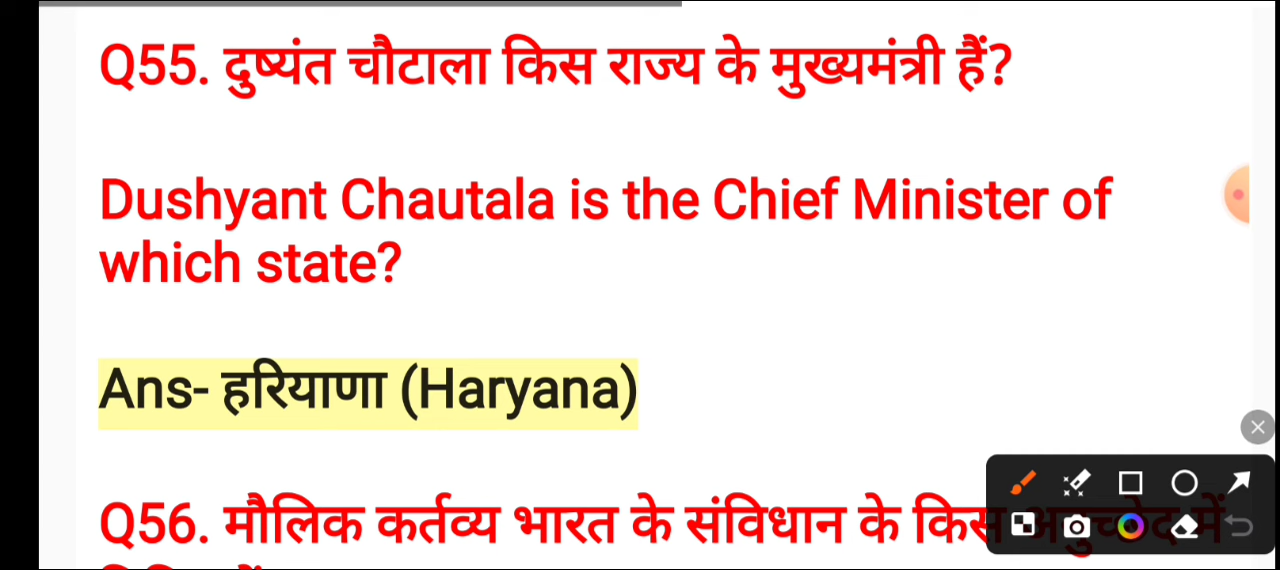 Q55. दुष्यंत चौटाला किस राज्य के मुख्यमंत्री हैं?
Dushyant Chautala is the Chief Minister of
which state?
Ans- हरियाणा (Haryana)
Q56. मौलिक कर्तव्य भारत के संविधान के किस अनुच्छेद में